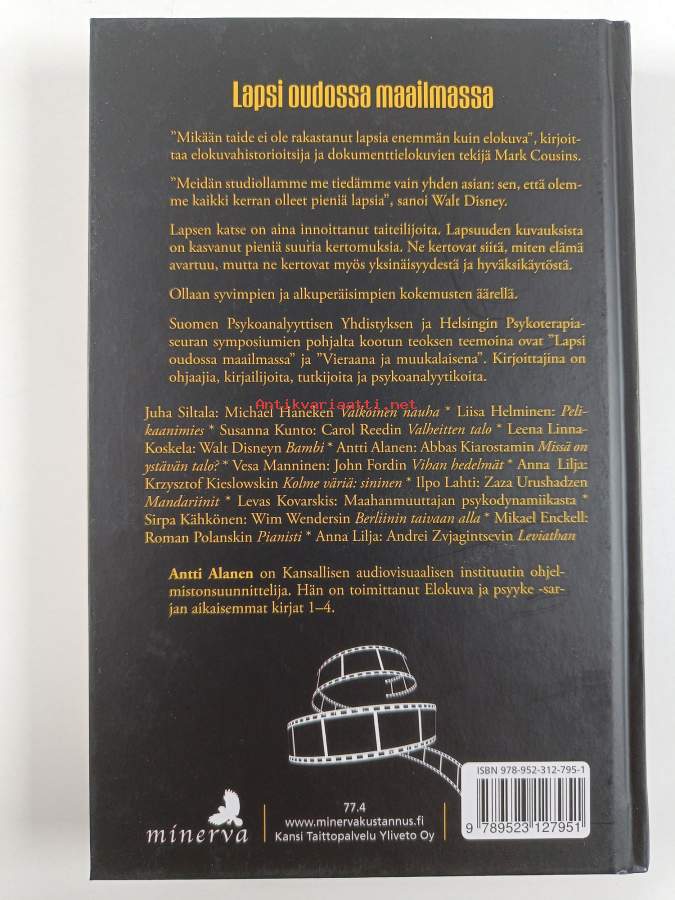 Lapsi oudossa maailmassa
"Mikään taide ei ole rakastanut lapsia enemmän kuin elokuva", kirjoit-
taa elokuvahistorioitsija ja dokumenttielokuvien tekijä Mark Cousins.
"Meidän studiollamme me tiedämme vain yhden asian: sen, että olem-
me kaikki kerran olleet pieniä lapsia", sanoi Walt Disney.
Lapsen katse on aina innoittanut taiteilijoita. Lapsuuden kuvauksista
on kasvanut pieniä suuria kertomuksia. Ne kertovat siitä, miten elämä
avartuu, mutta ne kertovat myös yksinäisyydestä ja hyväksikäytöstä.
Ollaan syvimpien ja alkuperäisimpien kokemusten äärellä.
Suomen Psykoanalyyttisen Yhdistyksen ja Helsingin Psykoterapia-
seuran symposiumien pohjalta kootun teoksen teemoina ovat "Lapsi
oudossa maailmassa" ja "Vieraana ja muukalaisena". Kirjoittajina on
ohjaajia, kirjailijoita, tutkijoita ja psykoanalyytikoita.
Antikvariaatti.net
Juha Siltala: Michael Haneken Valkoinen nauha * Liisa Helminen: Peli-
kaanimies * Susanna Kunto: Carol Reedin Valheitten talo * Leena Linna-
Koskela: Walt Disneyn Bambi * Antti Alanen: Abbas Kiarostamin Missä on
ystävän talo? * Vesa Manninen: John Fordin Vihan hedelmät * Anna Lilja:
Krzysztof Kieslowskin Kolme väriä: sininen * Ilpo Lahti: Zaza Urushadzen
Mandariinit * Levas Kovarskis: Maahanmuuttajan psykodynamiikasta *
Sirpa Kähkönen: Wim Wendersin Berliinin taivaan alla * Mikael Enckell:
Roman Polanskin Pianisti * Anna Lilja: Andrei Zvjagintsevin Leviathan
Antti Alanen on Kansallisen audiovisuaalisen instituutin ohjel-
mistonsuunnittelija. Hän on toimittanut Elokuva ja psyyke -sar-
jan aikaisemmat kirjat 1–4.
minerva
77.4
www.minervakustannus.fi
Kansi Taittopalvelu Yliveto Oy
ISBN 978-952-312-795-1
9 789523 127951